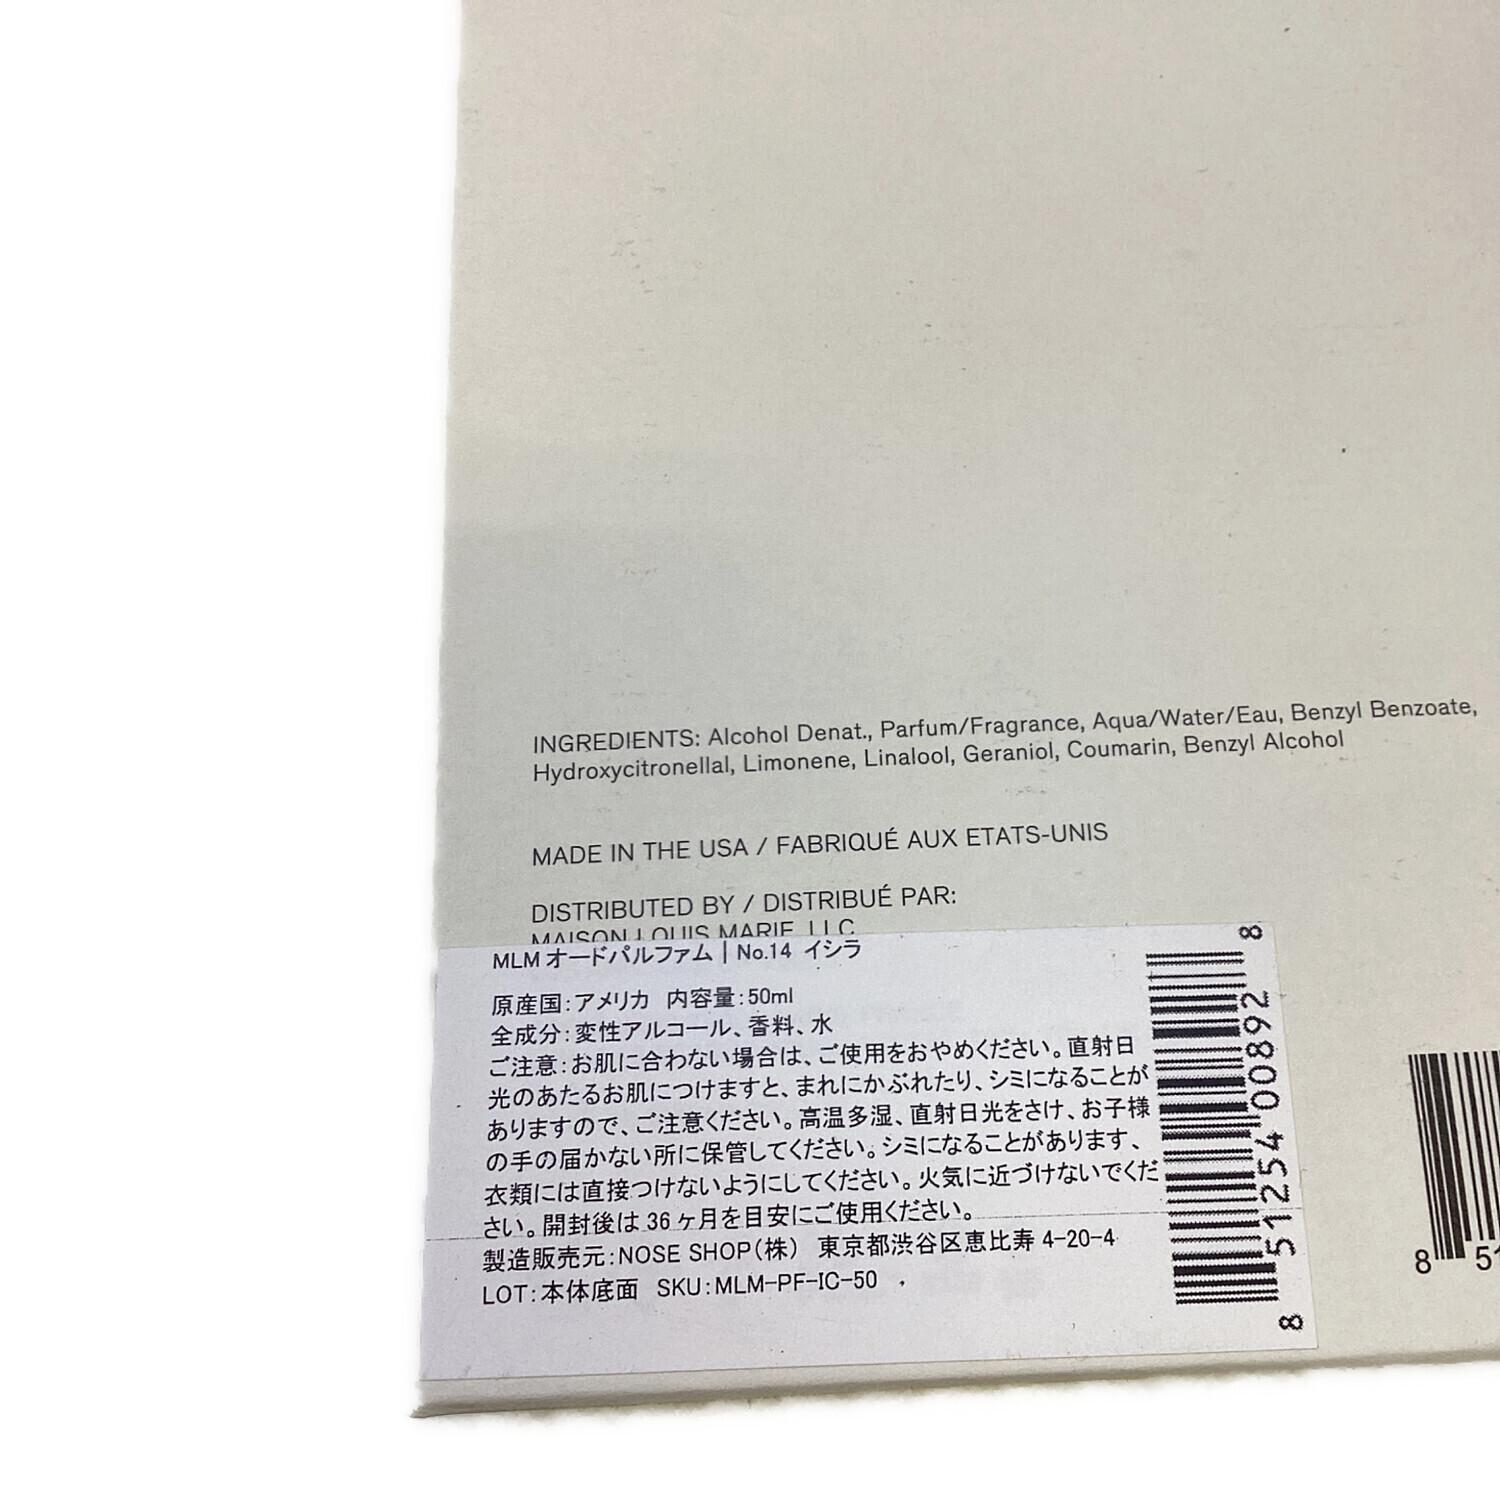 INGREDIENTS: Alcohol Denat., Parfum/Fragrance, Aqua/Water/Eau, Benzyl Benzoate,
Hydroxycitronellal, Limonene, Linalool, Geraniol, Coumarin, Benzyl Alcohol
MADE IN THE USA / FABRIQUÉ AUX ETATS-UNIS
DISTRIBUTED BY / DISTRIBUÉ PAR:
MAISON LOUIS MARIE, LLC
MLM オードパルファム | No.14 イシラ
原産国:アメリカ 内容量:50ml
全成分:変性アルコール、香料、水
ご注意:お肌に合わない場合は、ご使用をおやめください。直射日
光のあたるお肌につけますと、まれにかぶれたり、シミになることが
ありますので、ご注意ください。高温多湿、直射日光をさけ、お子様
の手の届かない所に保管してください。シミになることがあります、
衣類には直接つけないようにしてください。火気に近づけないでくだ
さい。開封後は36ヶ月を目安にご使用ください。
製造販売元:NOSE SHOP(株) 東京都渋谷区恵比寿 4-20-4
LOT:本体底面 SKU:MLM-PF-IC-50
8 51254 00892 8
8 51